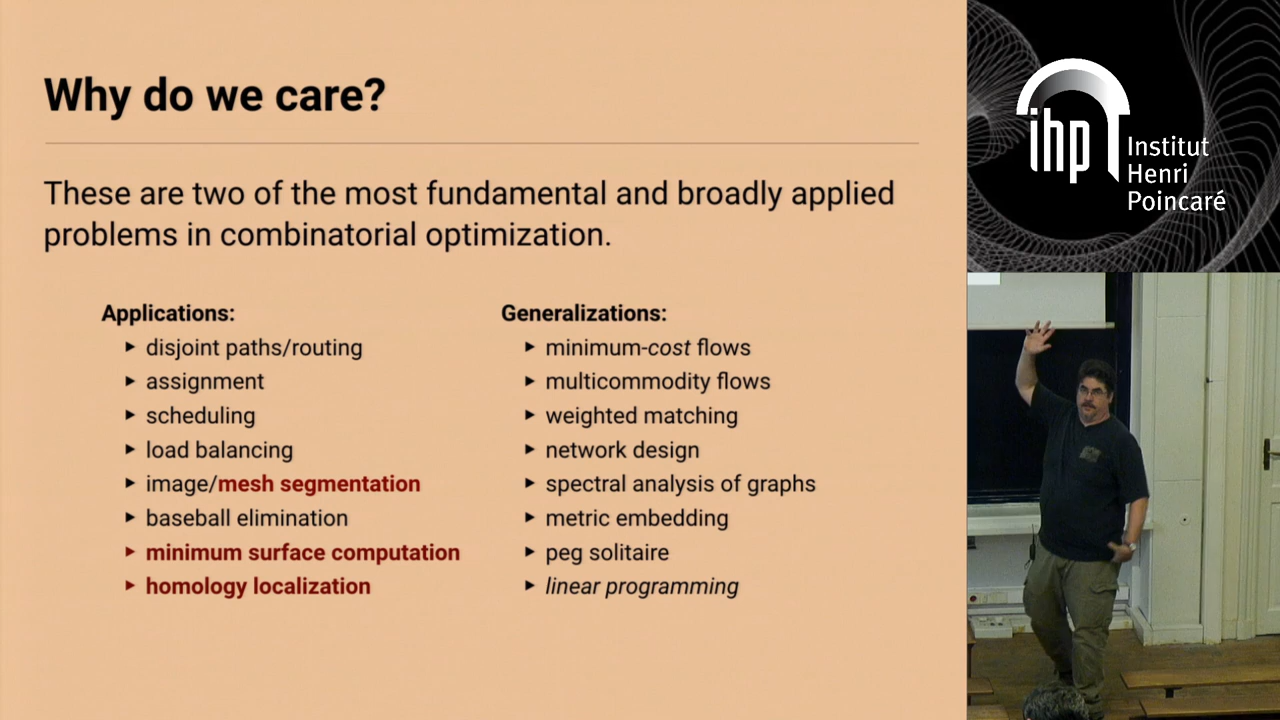 Why do we care?
These are two of the most fundamental and broadly applied
problems in combinatorial optimization.
Applications:
▸ disjoint paths/routing
▸ assignment
▸ scheduling
▸ load balancing
▸ image/mesh segmentation
▸ baseball elimination
▸ minimum surface computation
▸ homology localization
Generalizations:
▸ minimum-cost flows
▸ multicommodity flows
▸ weighted matching
▸ network design
▸ spectral analysis of graphs
▸ metric embedding
▸ peg solitaire
▸ linear programming
ihp
Institut
Henri
Poincaré